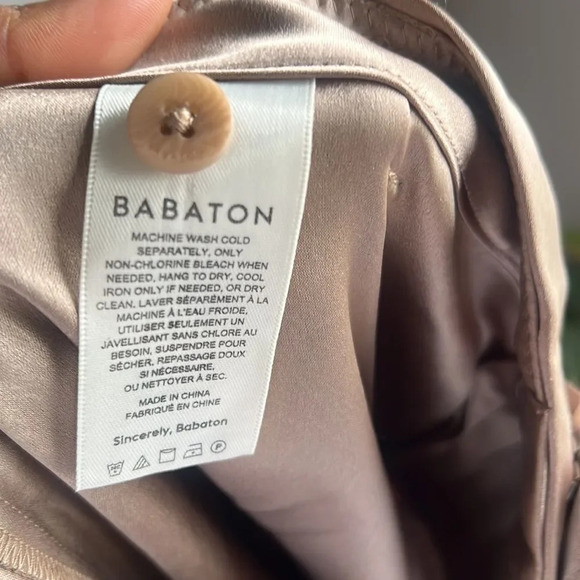 BABATON
MACHINE WASH COLD
SEPARATELY, ONLY
NON-CHLORINE BLEACH WHEN
NEEDED, HANG TO DRY, COOL
IRON ONLY IF NEEDED, OR DRY
CLEAN. LAVER SÉPARÉMENT À LA
MACHINE À L'EAU FROIDE,
UTILISER SEULEMENT UN
JAVELLISANT SANS CHLORE AU
BESOIN, SUSPENDRE POUR
SÉCHER. REPASSAGE DOUX
SI NÉCESSAIRE,
OU NETTOYER À SEC.
MADE IN CHINA
FABRIQUÉ EN CHINE
Sincerely, Babaton